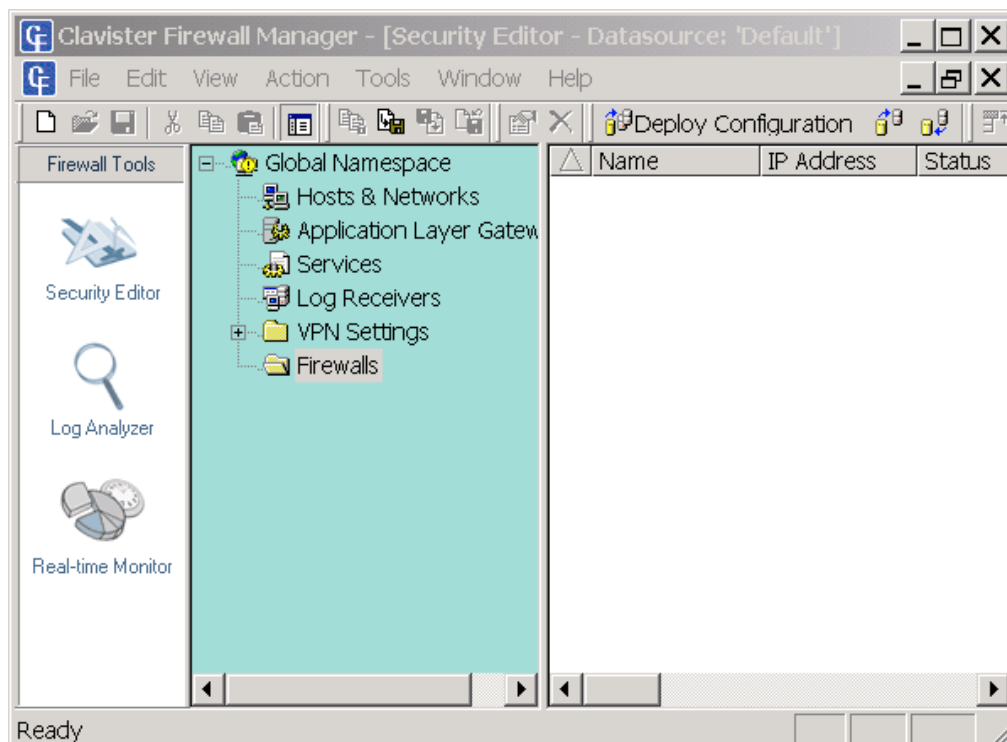 Clavister Firewall Manager - [Security Editor - Datasource: 'Default']
File Edit View Action Tools Window Help
Deploy Configuration
Firewall Tools
Security Editor
Log Analyzer
Real-time Monitor
Global Namespace
Hosts & Networks
Application Layer Gatew
Services
Log Receivers
VPN Settings
Firewalls
Name IP Address Status
Ready